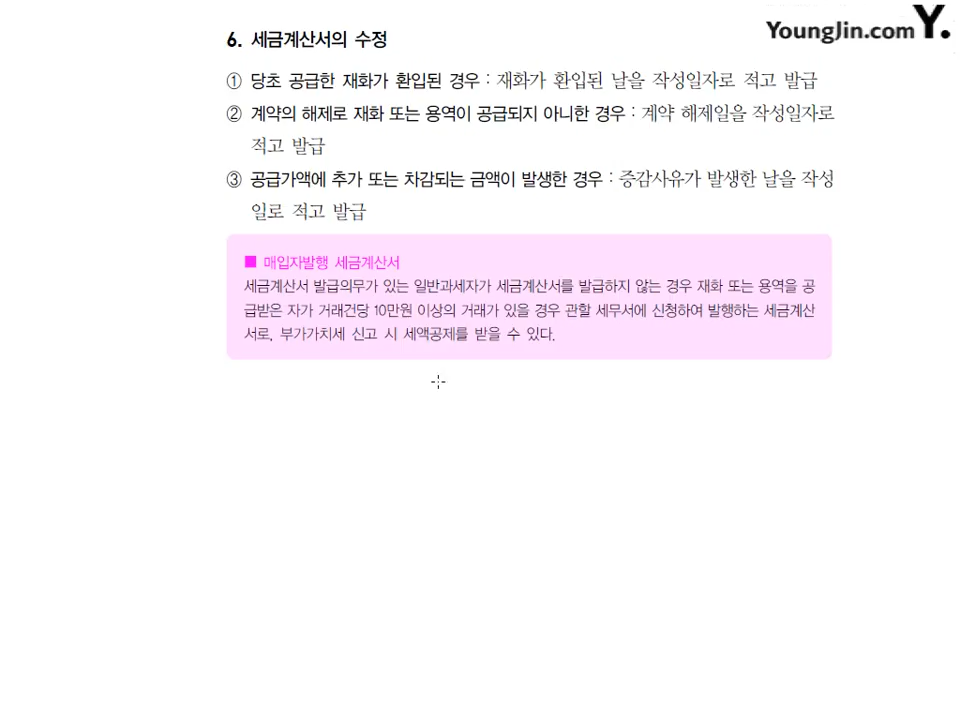 YoungJin.com Y.
6. 세금계산서의 수정
① 당초 공급한 재화가 환입된 경우 : 재화가 환입된 날을 작성일자로 적고 발급
② 계약의 해제로 재화 또는 용역이 공급되지 아니한 경우 : 계약 해제일을 작성일자로
적고 발급
③ 공급가액에 추가 또는 차감되는 금액이 발생한 경우 : 증감사유가 발생한 날을 작성
일로 적고 발급
■ 매입자발행 세금계산서
세금계산서 발급의무가 있는 일반과세자가 세금계산서를 발급하지 않는 경우 재화 또는 용역을 공
급받은 자가 거래건당 10만원 이상의 거래가 있을 경우 관할 세무서에 신청하여 발행하는 세금계산
서로, 부가가치세 신고 시 세액공제를 받을 수 있다.